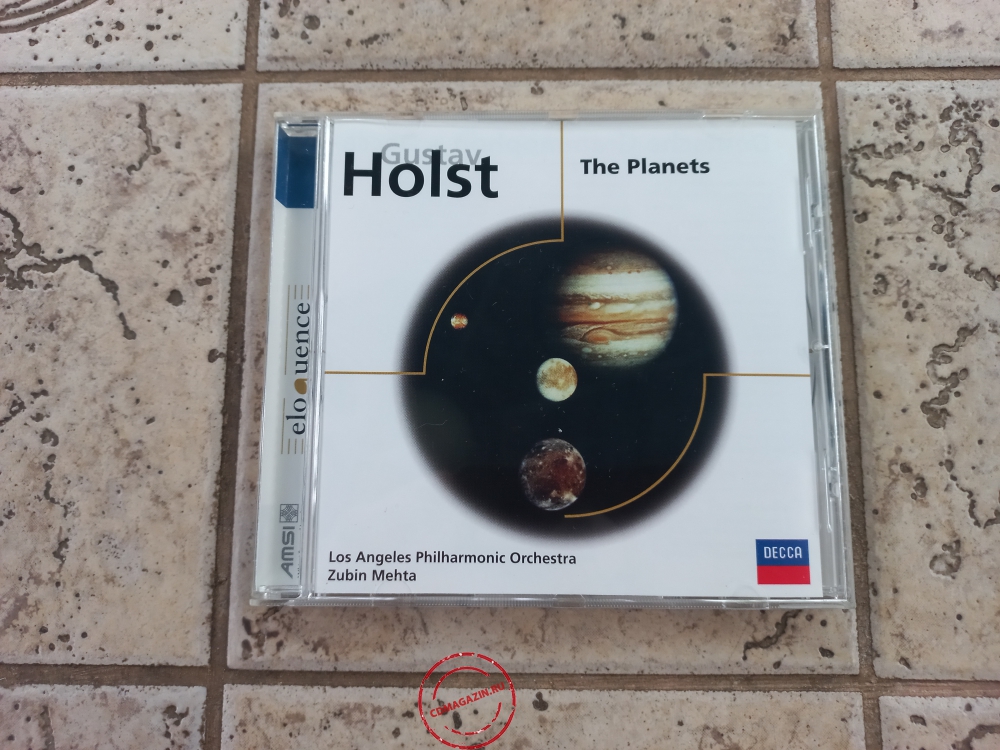 Gustav
Holst
The Planets
eloquence
AMSI
Los Angeles Philharmonic Orchestra
Zubin Mehta
DECCA
CDMAGAZIN.RU